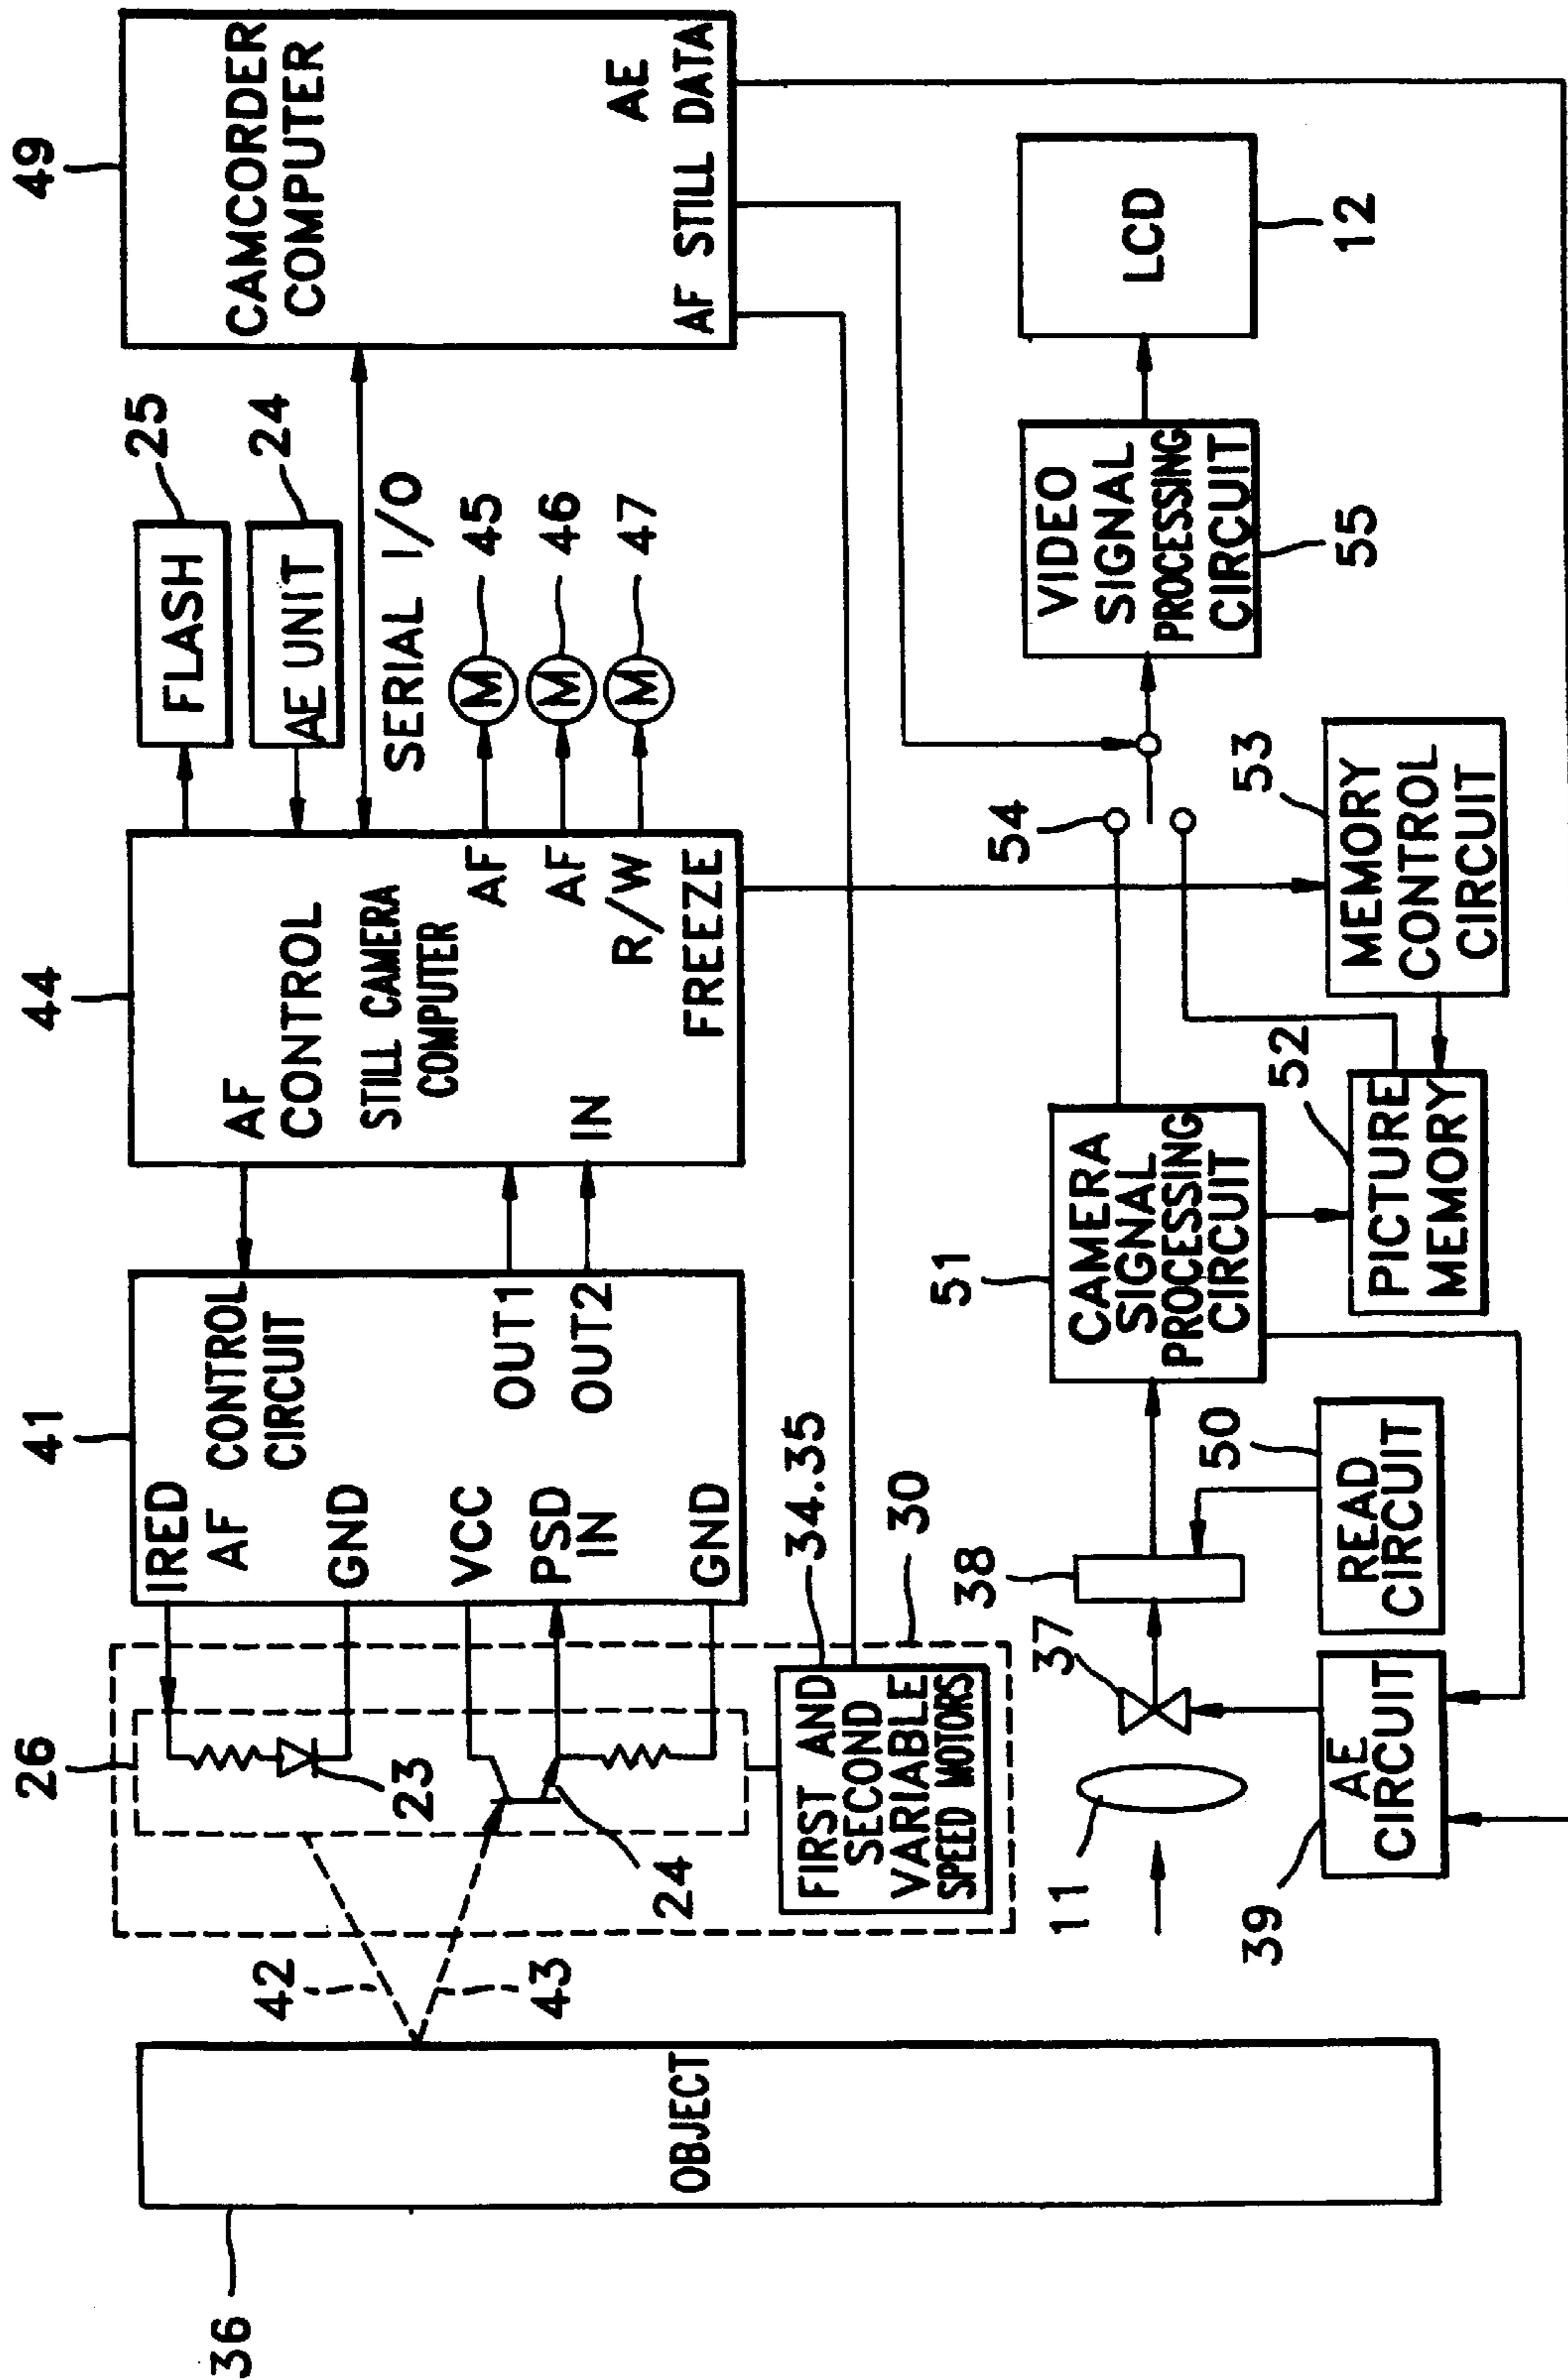 49
CAMCORDER
COMPUTER
AE
AF STILL DATA
25
FLASH
24
AE UNIT
SERIAL I/O
M
45
M
46
M
47
44
AF
CONTROL
STILL CAMERA
COMPUTER
IN
AF
AF
R/W
FREEZE
41
IRED
AF CONTROL
CIRCUIT
GND
VCC
PSD
IN
GND
OUT1
OUT2
26
23
24
42
43
FIRST AND
SECOND
VARIABLE
SPEED MOTORS
34.35
30
36
OBJECT
11
37
38
39
AE
CIRCUIT
50
READ
CIRCUIT
51
CAMERA
SIGNAL
PROCESSING
CIRCUIT
52
PICTURE
MEMORY
53
MEMORY
CONTROL
CIRCUIT
54
VIDEO
SIGNAL
PROCESSING
CIRCUIT
55
LCD
12